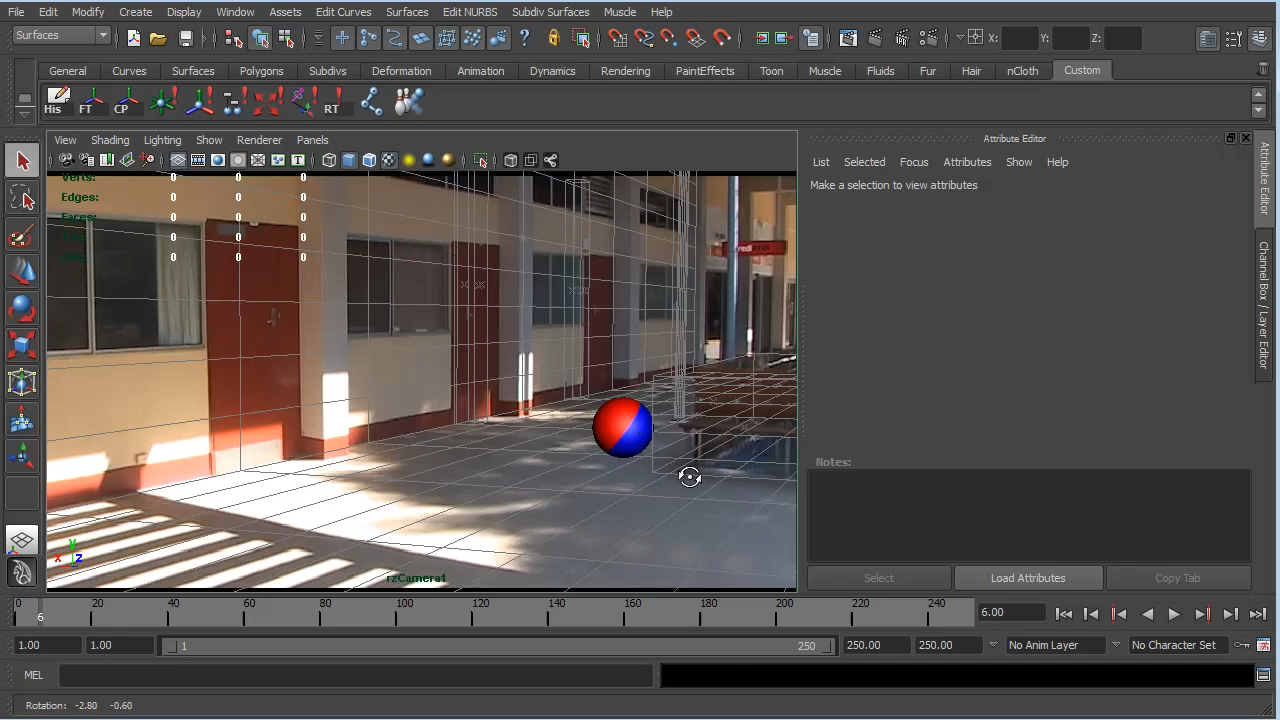 File Edit Modify Create Display Window Assets Edit Curves Surfaces Edit NURBS Subdiv Surfaces Muscle Help
Surfaces X: Y: Z:
General Curves Surfaces Polygons Subdivs Deformation Animation Dynamics Rendering PaintEffects Toon Muscle Fluids Fur Hair nCloth Custom
His FT CP RT
View Shading Lighting Show Renderer Panels
Verts: 0 0 0
Edges: 0 0 0
Faces: 0 0 0
0 0 0
0 0 0
rzCamera1
Attribute Editor
List Selected Focus Attributes Show Help
Make a selection to view attributes
Notes:
Select Load Attributes Copy Tab
Attribute Editor
Channel Box / Layer Editor
0 20 40 60 80 100 120 140 160 180 200 220 240
6 6.00
1.00 1.00 1 250 250.00 250.00 No Anim Layer No Character Set
MEL
Rotation: -2.80 -0.60